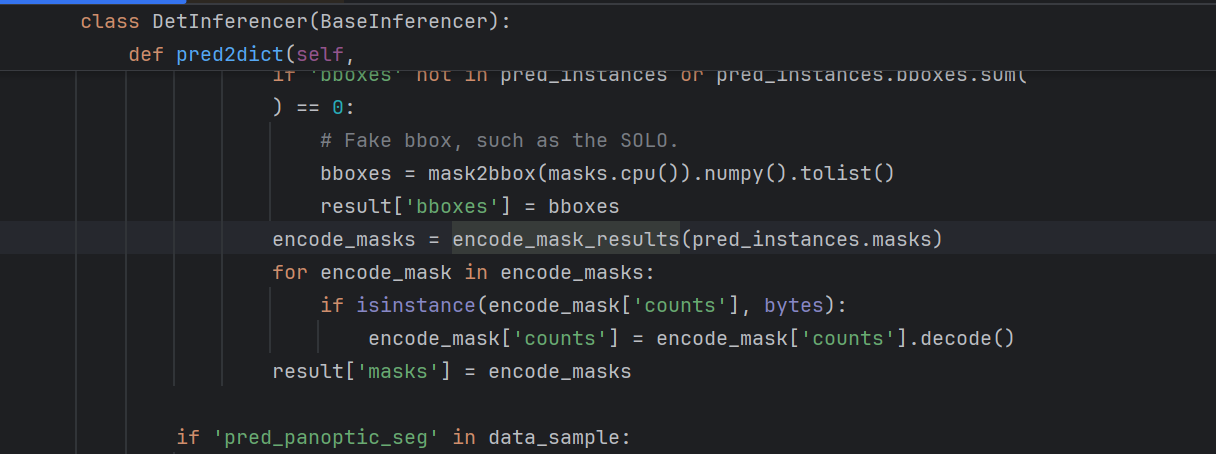 class DetInferencer(BaseInferencer):
def pred2dict(self,
if 'bboxes' not in pred_instances or pred_instances.bboxes.sum(
) == 0:
# Fake bbox, such as the SOLO.
bboxes = mask2bbox(masks.cpu()).numpy().tolist()
result['bboxes'] = bboxes
encode_masks = encode_mask_results(pred_instances.masks)
for encode_mask in encode_masks:
if isinstance(encode_mask['counts'], bytes):
encode_mask['counts'] = encode_mask['counts'].decode()
result['masks'] = encode_masks
if 'pred_panoptic_seg' in data_sample: